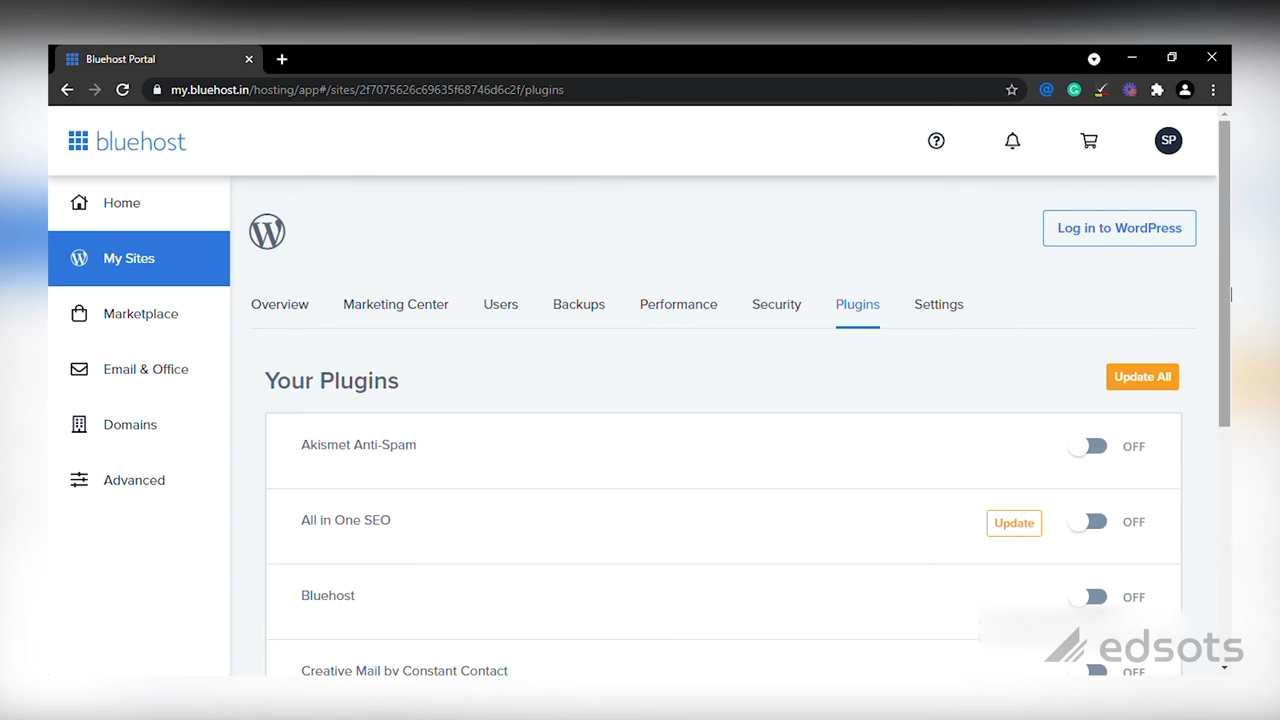 Bluehost Portal
my.bluehost.in/hosting/app#/sites/2f7075626c69635f68746d6c2f/plugins
bluehost
SP
Home
My Sites
Marketplace
Email & Office
Domains
Advanced
Log in to WordPress
Overview
Marketing Center
Users
Backups
Performance
Security
Plugins
Settings
Your Plugins
Update All
Akismet Anti-Spam
OFF
All in One SEO
Update
OFF
Bluehost
OFF
Creative Mail by Constant Contact
OFF
edsots